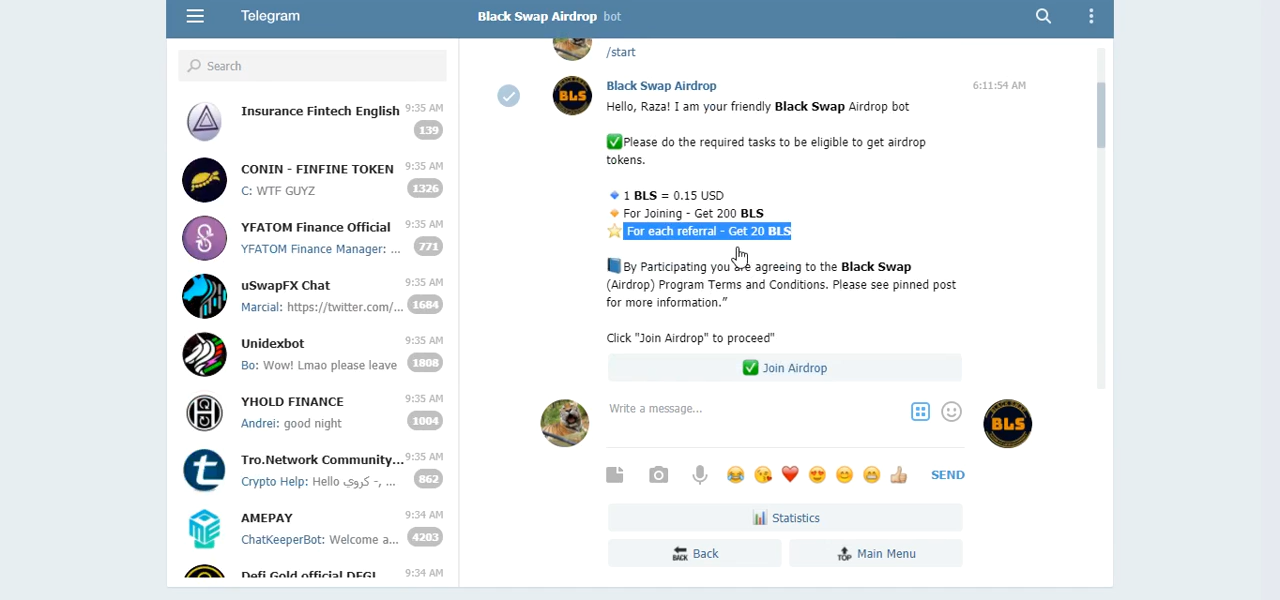 Telegram
Black Swap Airdrop bot
Search
Insurance Fintech English 9:35 AM
139
CONIN - FINFINE TOKEN 9:35 AM
C: WTF GUYZ 1326
YFATOM Finance Official 9:35 AM
YFATOM Finance Manager: ... 771
uSwapFX Chat 9:35 AM
Marcial: https://twitter.com/... 1684
Unidexbot 9:35 AM
Bo: Wow! Lmao please leave 1808
YHOLD FINANCE 9:35 AM
Andrei: good night 1004
Tro.Network Community... 9:35 AM
Crypto Help: Hello كروي -, ... 862
AMEPAY 9:34 AM
ChatKeeperBot: Welcome a... 4203
Defi Gold official DEGL 9:34 AM
/start
BLS
Black Swap Airdrop 6:11:54 AM
Hello, Raza! I am your friendly Black Swap Airdrop bot
✅Please do the required tasks to be eligible to get airdrop
tokens.
🔹 1 BLS = 0.15 USD
🔸 For Joining - Get 200 BLS
⭐ For each referral - Get 20 BLS
📘By Participating you are agreeing to the Black Swap
(Airdrop) Program Terms and Conditions. Please see pinned post
for more information.”
Click "Join Airdrop" to proceed"
✅ Join Airdrop
Write a message...
BLS
SEND
📊 Statistics
🔙 Back
🔝 Main Menu